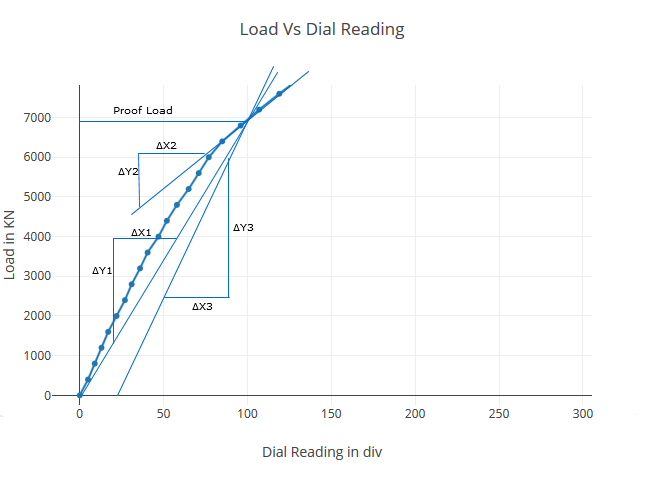 Load Vs Dial Reading
Load in KN
7000
6000
5000
4000
3000
2000
1000
0
Proof Load
ΔX2
ΔY2
ΔX1
ΔY3
ΔY1
ΔX3
0 50 100 150 200 250 300
Dial Reading in div